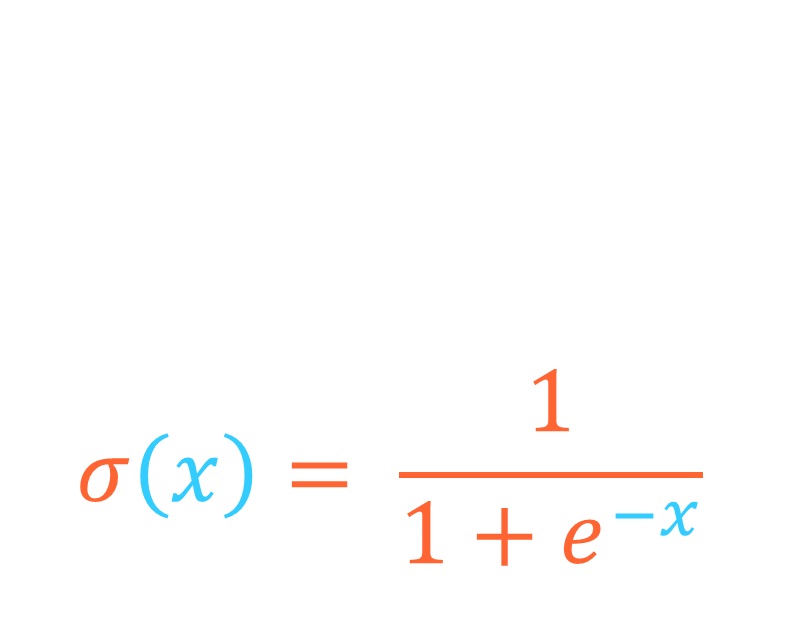 σ(x) = 1 / (1 + e^{-x})